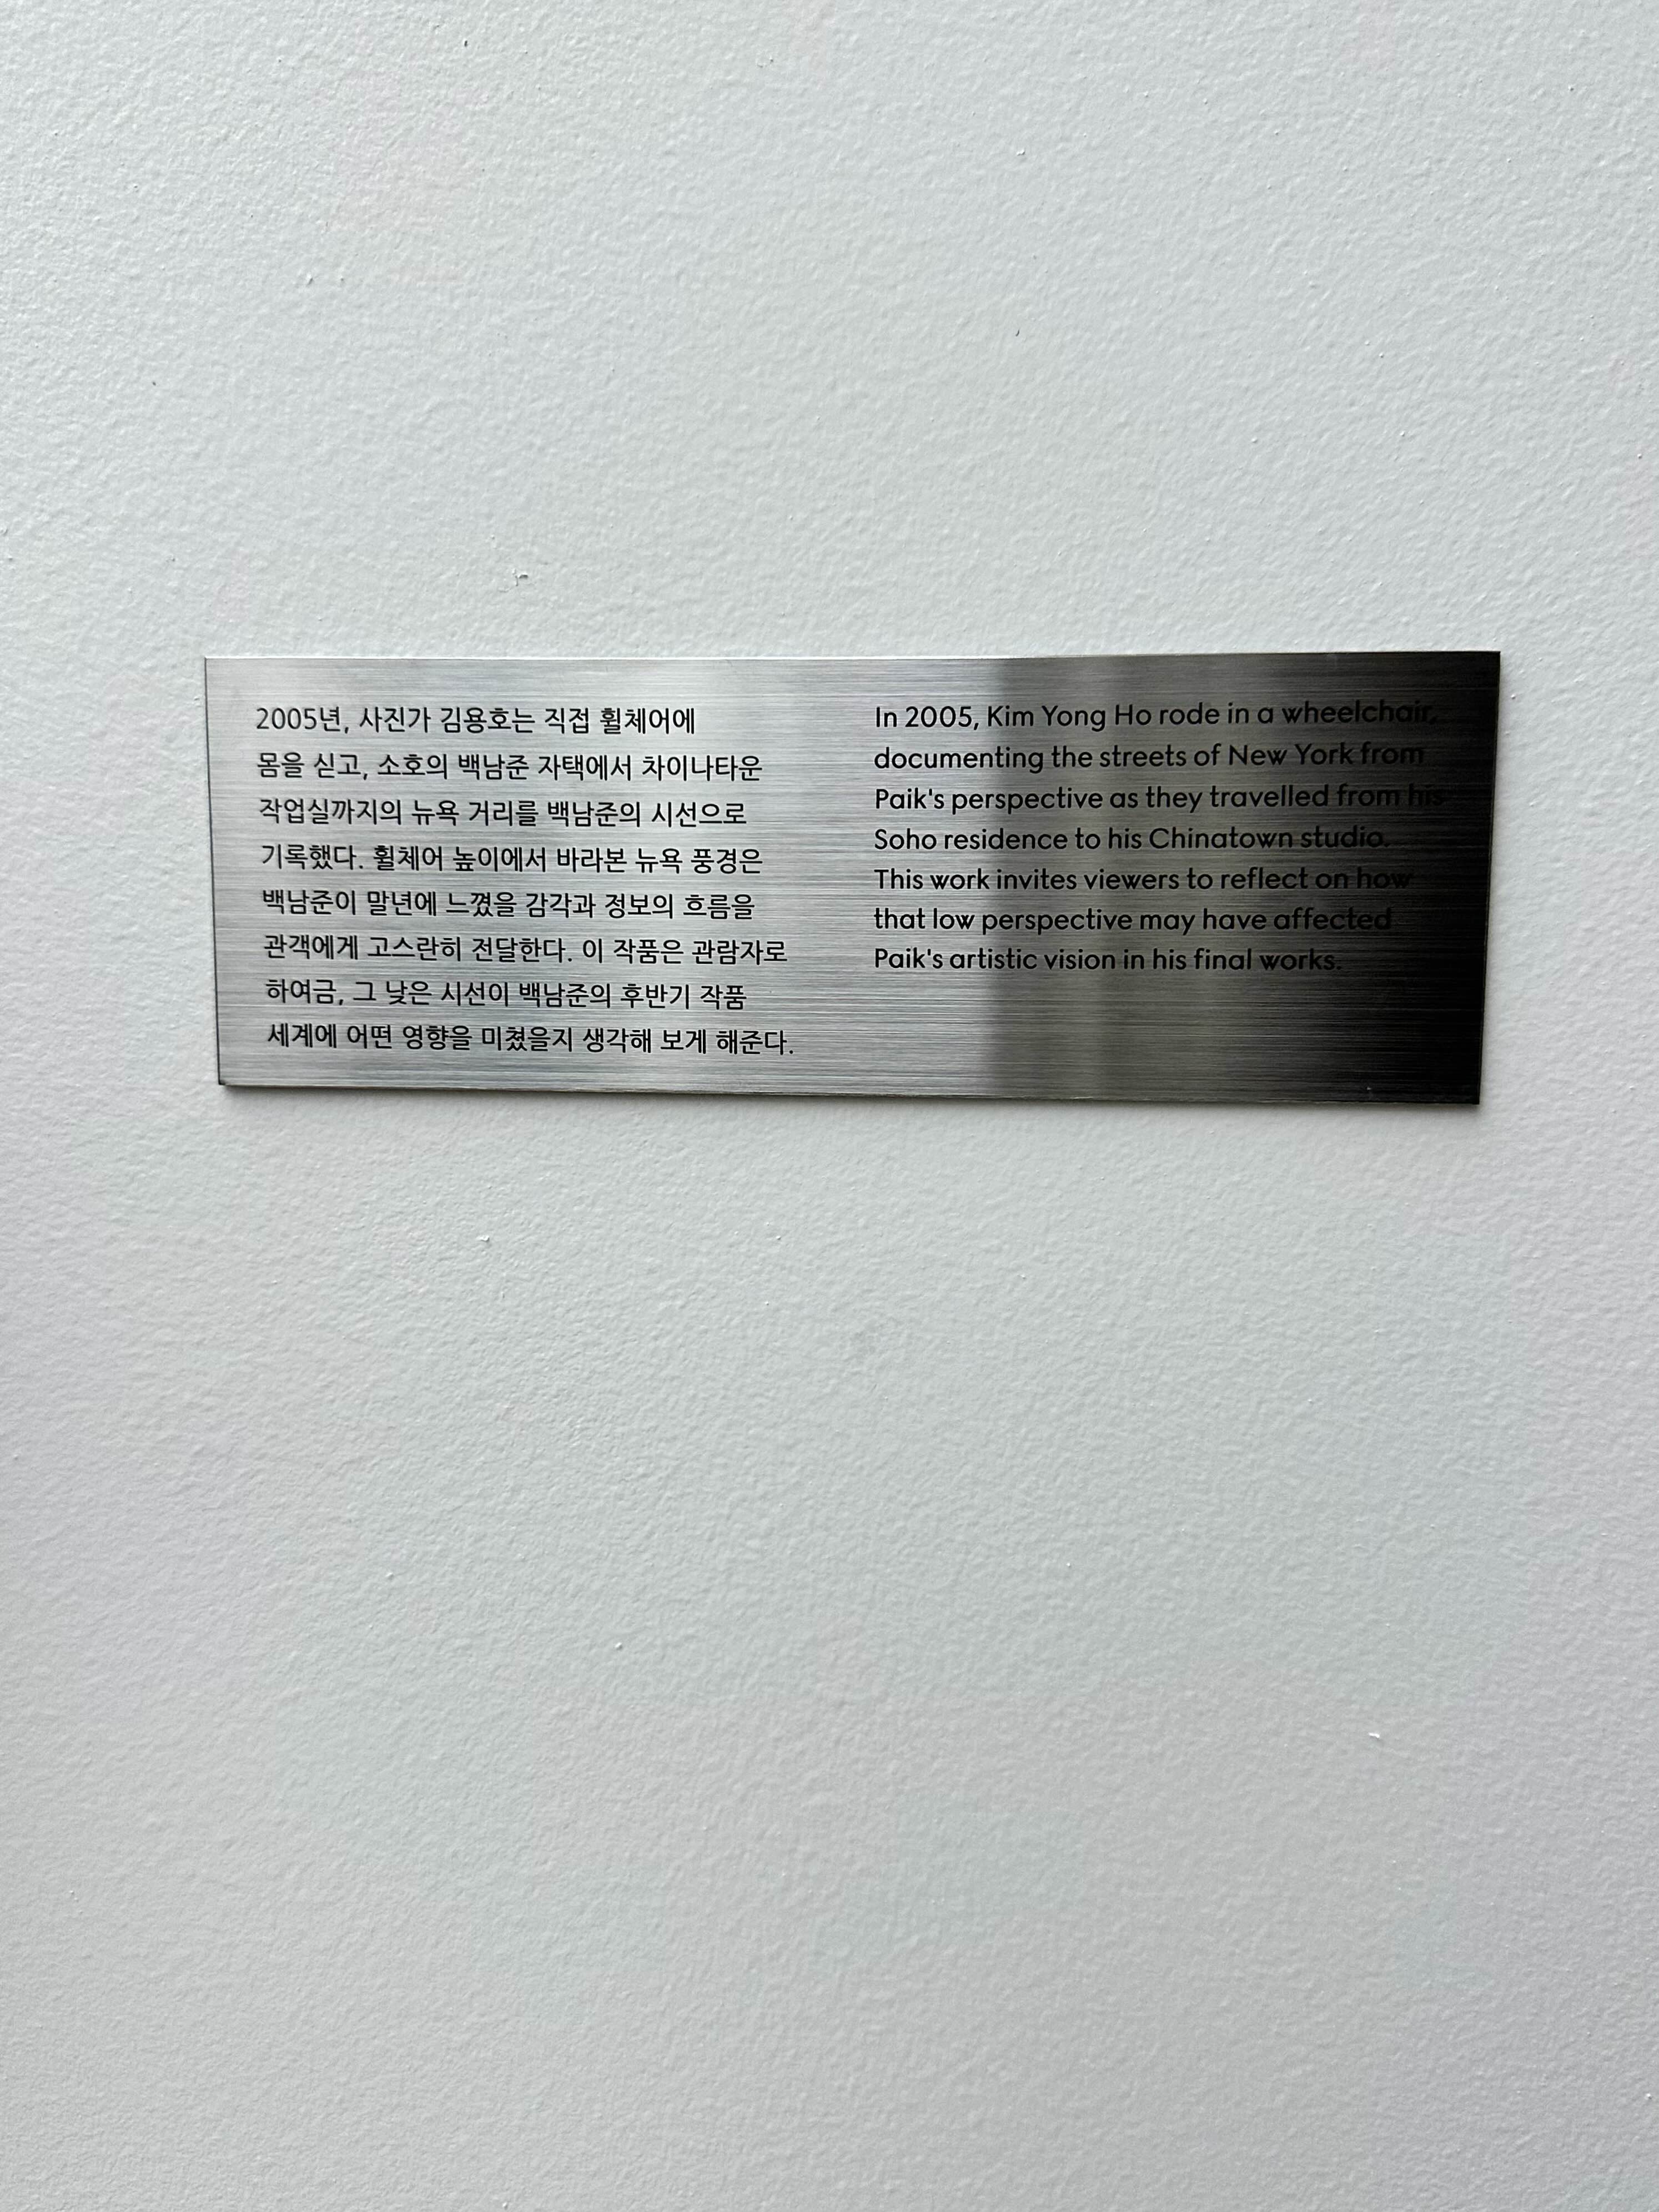 2005년, 사진가 김용호는 직접 휠체어에
몸을 싣고, 소호의 백남준 자택에서 차이나타운
작업실까지의 뉴욕 거리를 백남준의 시선으로
기록했다. 휠체어 높이에서 바라본 뉴욕 풍경은
백남준이 말년에 느꼈을 감각과 정보의 흐름을
관객에게 고스란히 전달한다. 이 작품은 관람자로
하여금, 그 낮은 시선이 백남준의 후반기 작품
세계에 어떤 영향을 미쳤을지 생각해 보게 해준다.
In 2005, Kim Yong Ho rode in a wheelchair,
documenting the streets of New York from
Paik's perspective as they travelled from his
Soho residence to his Chinatown studio.
This work invites viewers to reflect on how
that low perspective may have affected
Paik's artistic vision in his final works.